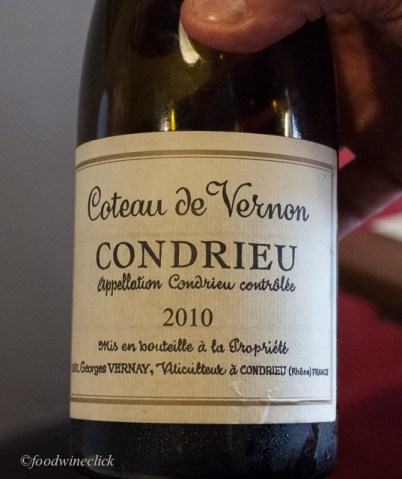 Coteau de Vernon
CONDRIEU
Appellation Condrieu contrôlée
2010
Mis en bouteille à la Propriété
Georges VERNAY, Viticulteur à CONDRIEU (Rhône) FRANCE
©foodwineclick